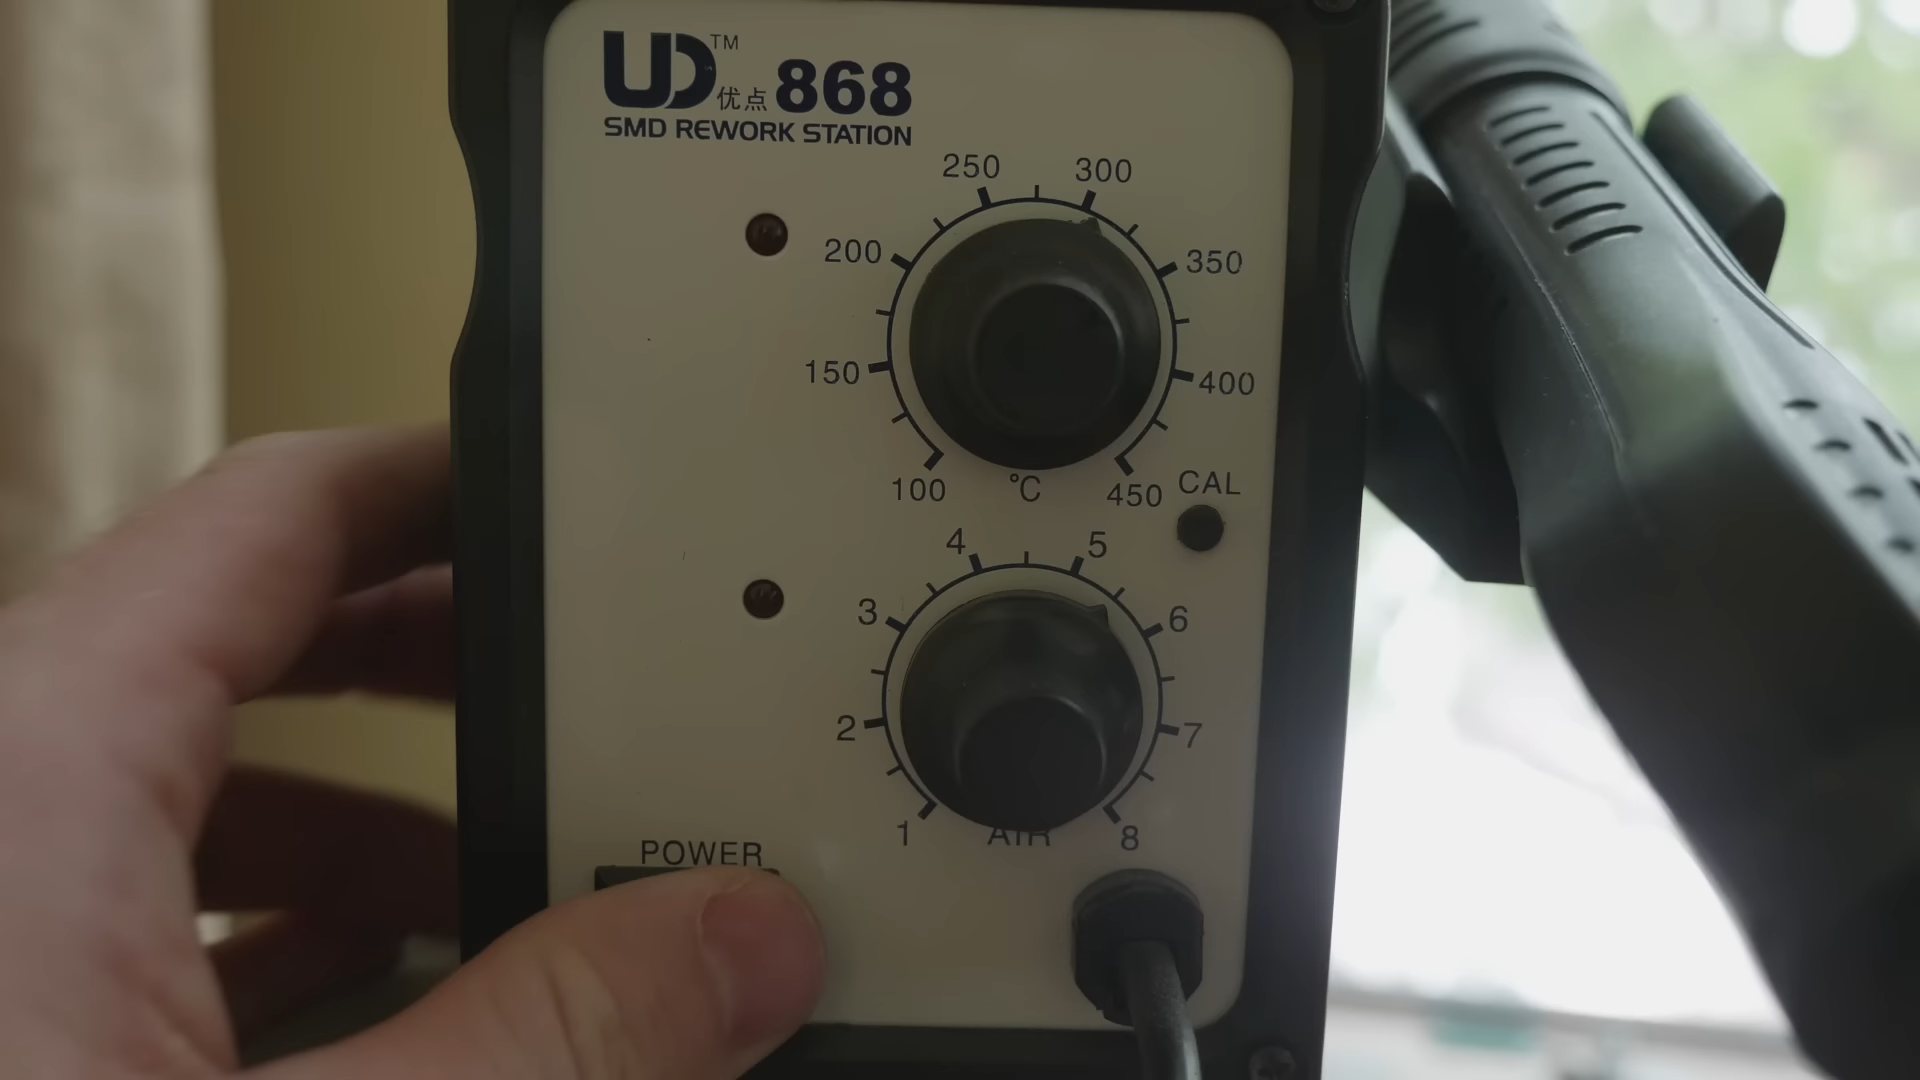 UD™ 优点 868
SMD REWORK STATION
250 300
200 350
150 400
100 °C 450
CAL
4 5
3 6
2 7
1 AIR 8
POWER